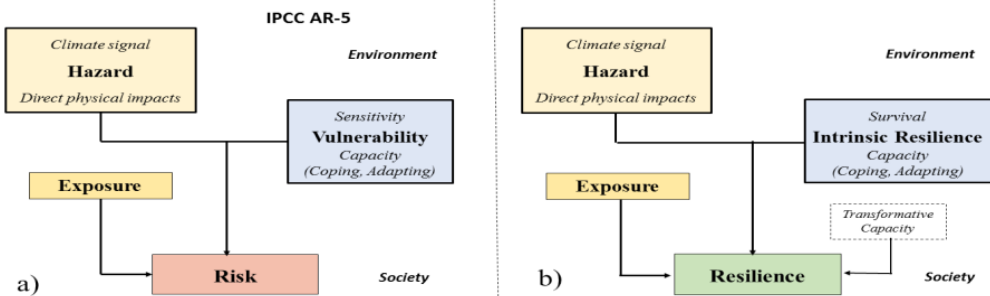 IPCC AR-5
Climate signal
Hazard
Direct physical impacts
Environment
Sensitivity
Vulnerability
Capacity
(Coping, Adapting)
Exposure
Risk
Society
a)
Climate signal
Hazard
Direct physical impacts
Environment
Survival
Intrinsic Resilience
Capacity
(Coping, Adapting)
Exposure
Transformative
Capacity
Resilience
Society
b)